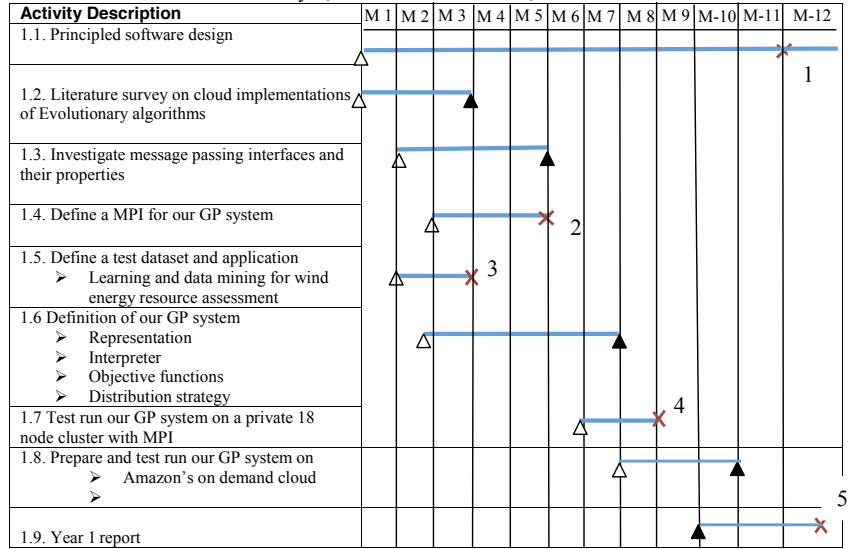 Activity Description M 1 M 2 M 3 M 4 M 5 M 6 M 7 M 8 M 9 M-10 M-11 M-12
1.1. Principled software design
1
1.2. Literature survey on cloud implementations
of Evolutionary algorithms
1.3. Investigate message passing interfaces and
their properties
1.4. Define a MPI for our GP system
2
1.5. Define a test dataset and application
➢ Learning and data mining for wind
energy resource assessment
3
1.6 Definition of our GP system
➢ Representation
➢ Interpreter
➢ Objective functions
➢ Distribution strategy
1.7 Test run our GP system on a private 18
node cluster with MPI
4
1.8. Prepare and test run our GP system on
➢ Amazon's on demand cloud
➢
5
1.9. Year 1 report